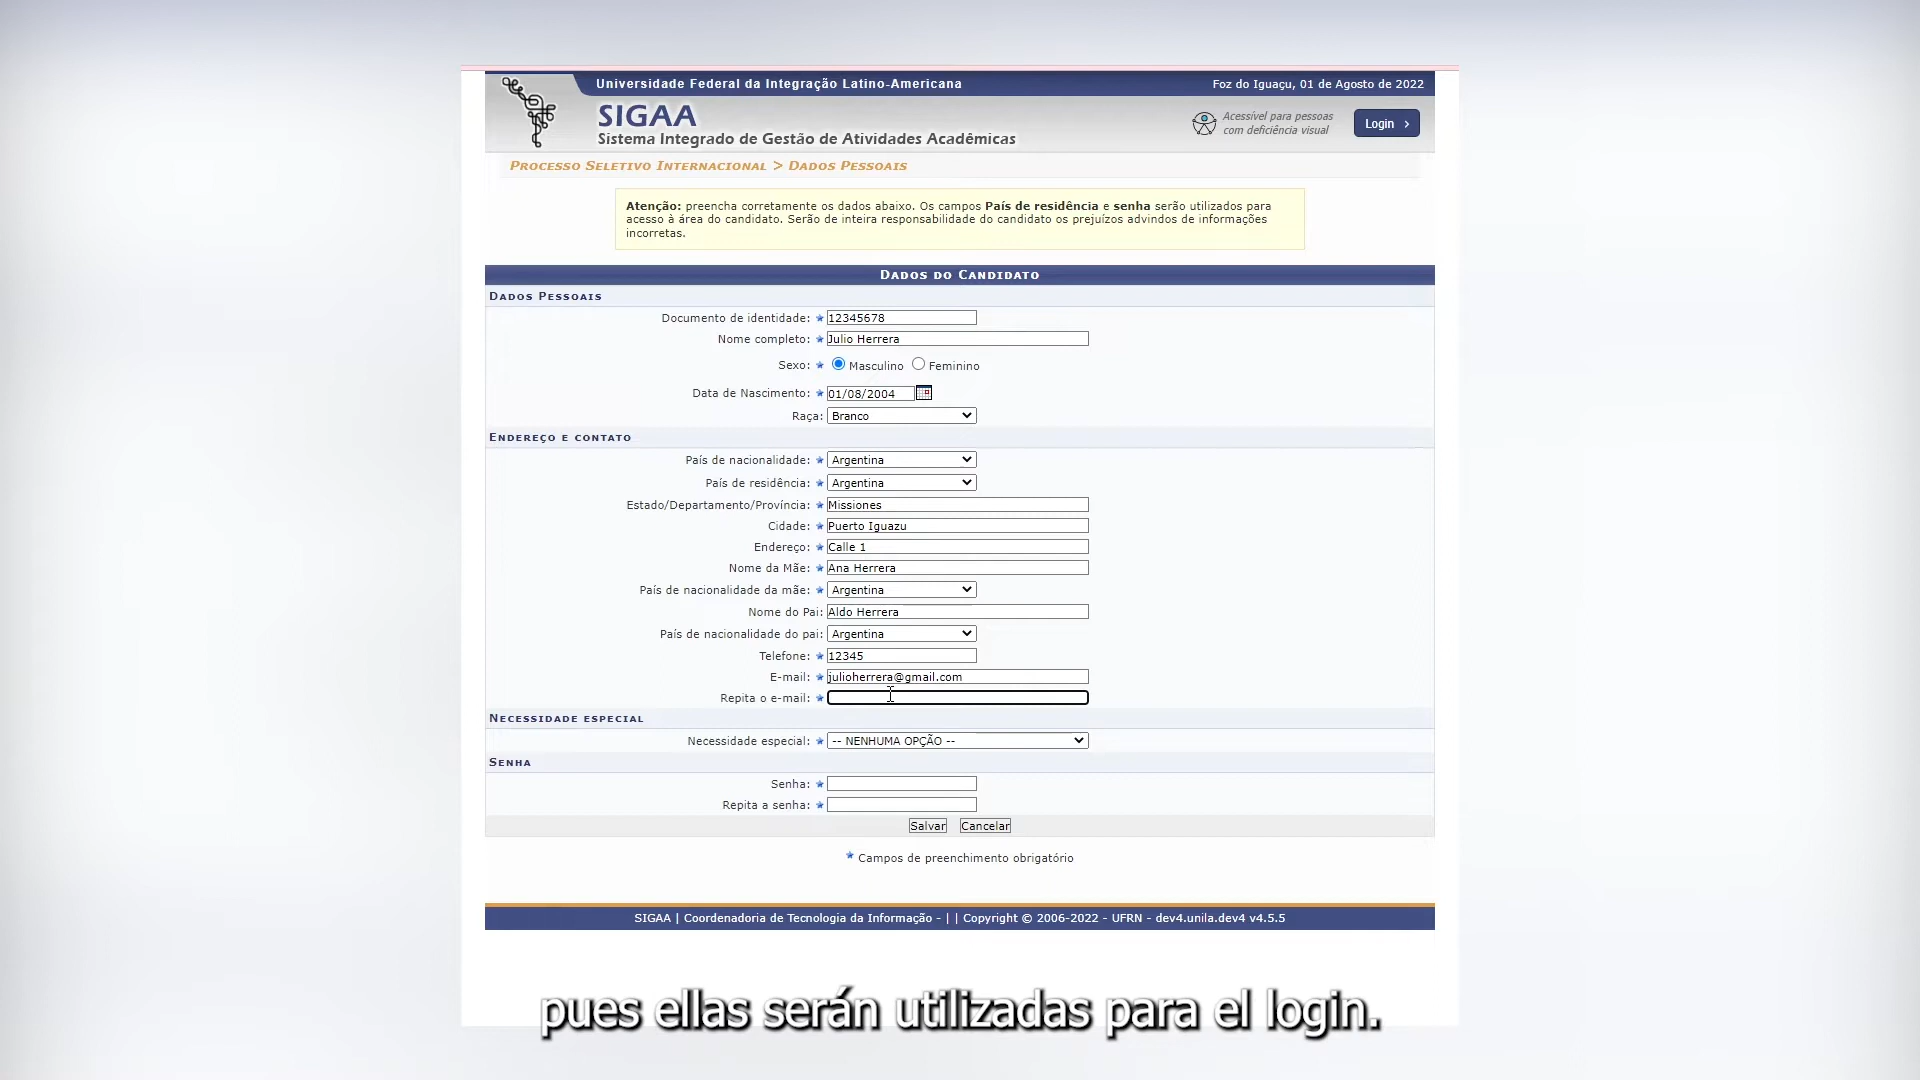 Universidade Federal da Integração Latino-Americana
Foz do Iguaçu, 01 de Agosto de 2022
SIGAA
Sistema Integrado de Gestão de Atividades Acadêmicas
Acessível para pessoas
com deficiência visual
Login ›
Processo Seletivo Internacional > Dados Pessoais
Atenção: preencha corretamente os dados abaixo. Os campos País de residência e senha serão utilizados para
acesso à área do candidato. Serão de inteira responsabilidade do candidato os prejuízos advindos de informações
incorretas.
Dados do Candidato
Dados Pessoais
Documento de identidade: 12345678
Nome completo: Julio Herrera
Sexo: Masculino Feminino
Data de Nascimento: 01/08/2004
Raça: Branco
Endereço e contato
País de nacionalidade: Argentina
País de residência: Argentina
Estado/Departamento/Província: Missiones
Cidade: Puerto Iguazu
Endereço: Calle 1
Nome da Mãe: Ana Herrera
País de nacionalidade da mãe: Argentina
Nome do Pai: Aldo Herrera
País de nacionalidade do pai: Argentina
Telefone: 12345
E-mail: julioherrera@gmail.com
Repita o e-mail:
Necessidade especial
Necessidade especial: -- NENHUMA OPÇÃO --
Senha
Senha:
Repita a senha:
Salvar Cancelar
Campos de preenchimento obrigatório
SIGAA | Coordenadoria de Tecnologia da Informação - | | Copyright © 2006-2022 - UFRN - dev4.unila.dev4 v4.5.5
pues ellas serán utilizadas para el login.